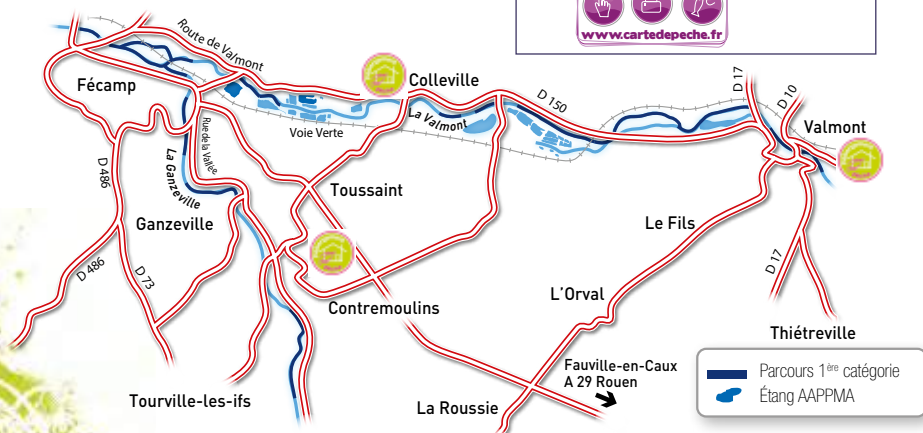 www.cartedepeche.fr
Route de Valmont
Fécamp
Colleville
D 17
D 10
D 150
Voie Verte
La Valmont
Valmont
Rue de la Vallée
La Ganzeville
D 486
Toussaint
Ganzeville
Le Fils
D 486
D 73
D 17
L'Orval
Contremoulins
Thiétreville
Fauville-en-Caux
A 29 Rouen
Tourville-les-ifs
La Roussie
Parcours 1ère catégorie
Étang AAPPMA